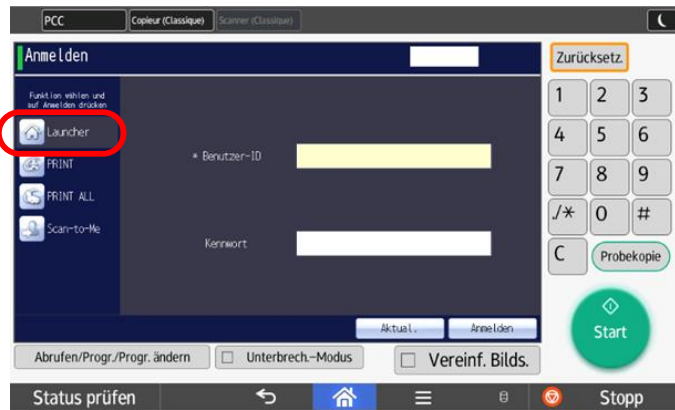 PCC
Copieur (Classique)
Scanner (Classique)
Anmelden
Zurücksetz.
Funktion wählen und
auf Anmelden drücken
Launcher
PRINT
PRINT ALL
Scan-to-Me
* Benutzer-ID
Kennwort
Aktual.
Anmelden
1 2 3
4 5 6
7 8 9
./* 0 #
C
Probekopie
Start
Abrufen/Progr./Progr. ändern
Unterbrech.-Modus
Vereinf. Bilds.
Status prüfen
Stopp